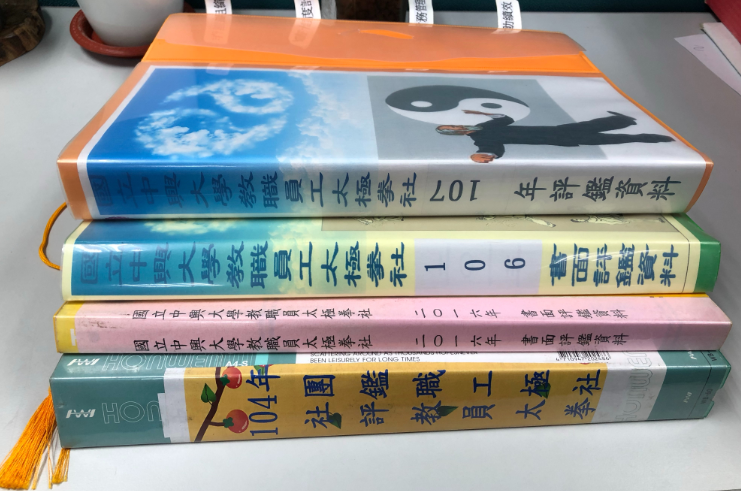 國立中興大學教職員工太極拳社 107 年評鑑資料
國立中興大學教職員工太極拳社 106 書面評鑑資料
國立中興大學教職員工太極拳社 二〇一六年 書面評鑑資料
國立中興大學教職員工太極拳社 二〇一六年 書面評鑑資料
BEEN LEISURELY FOR LONG TIMES
104年 社團評鑑 教職員工太極拳社